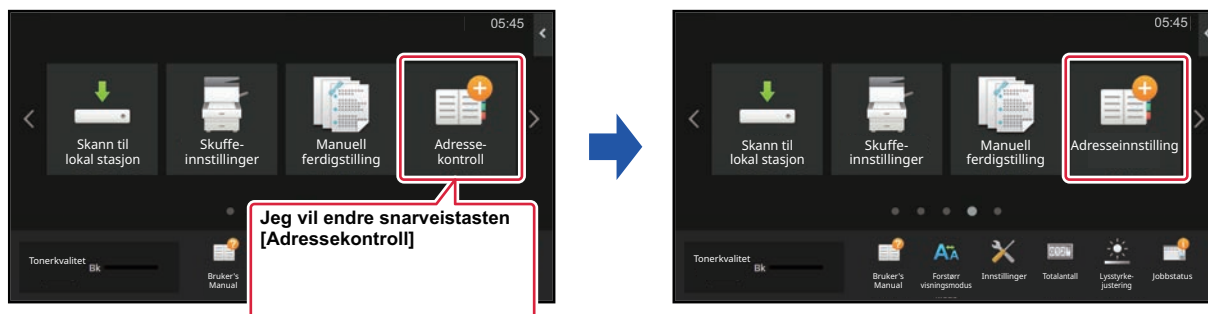 05:45
Skann til
lokal stasjon
Skuffe-
innstillinger
Manuell
ferdigstilling
Adresse-
kontroll
Jeg vil endre snarveistasten
[Adressekontroll]
Tonerkvalitet
Bk
Bruker's
Manual
05:45
Skann til
lokal stasjon
Skuffe-
innstillinger
Manuell
ferdigstilling
Adresseinnstilling
Tonerkvalitet
Bk
Bruker's
Manual
Forstørr
visningsmodus
Innstillinger
Totalantall
Lysstyrke-
justering
Jobbstatus